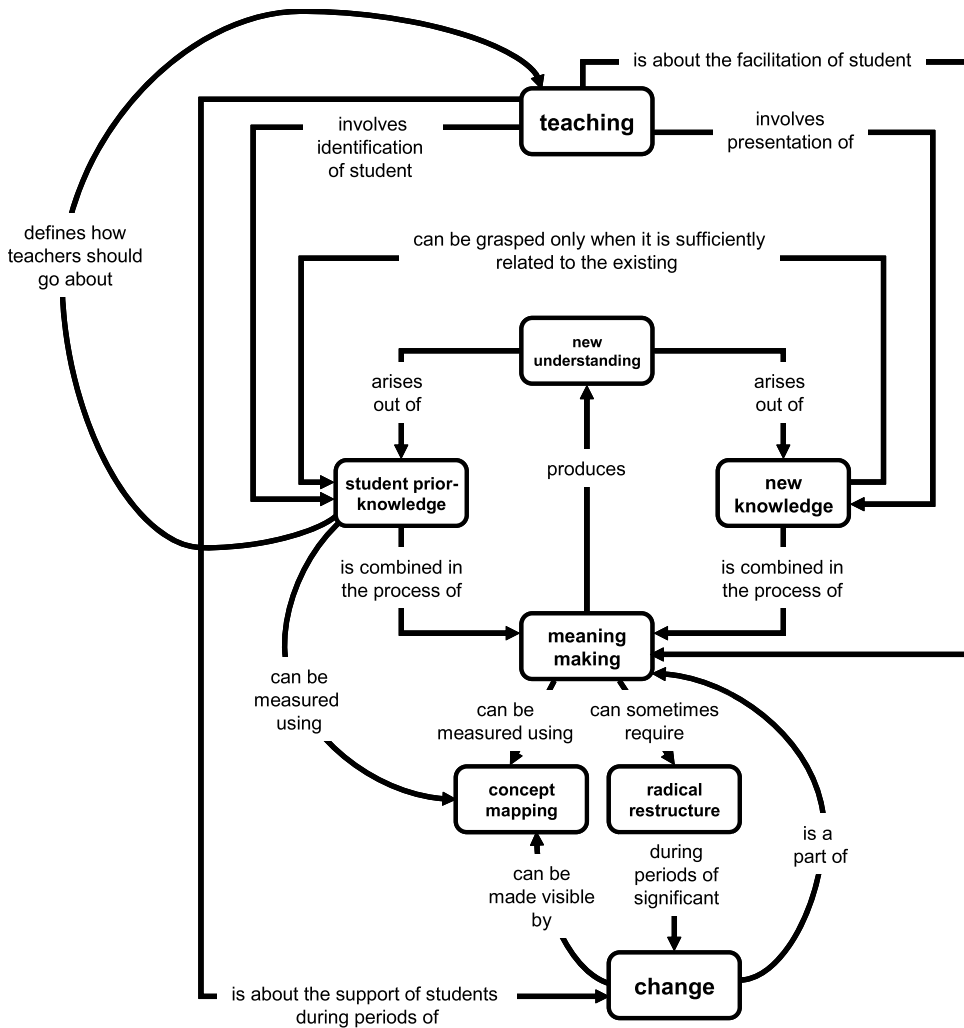 is about the facilitation of student
teaching
involves
identification
of student
involves
presentation of
defines how
teachers should
go about
can be grasped only when it is sufficiently
related to the existing
new
understanding
arises
out of
arises
out of
produces
student prior-
knowledge
new
knowledge
is combined in
the process of
is combined in
the process of
meaning
making
can be
measured
using
can be
measured using
can sometimes
require
concept
mapping
radical
restructure
is a
part of
during
periods of
significant
can be
made visible
by
change
is about the support of students
during periods of